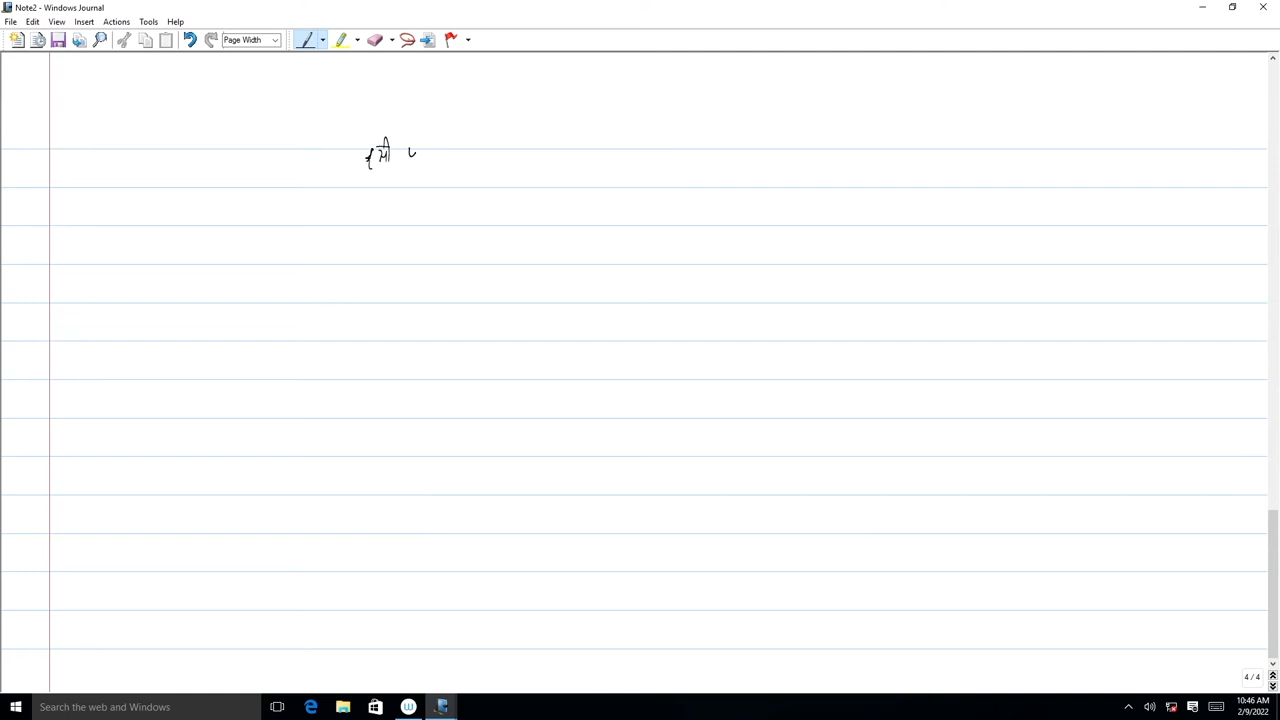 Note2 - Windows Journal
File Edit View Insert Actions Tools Help
Page Width
4 / 4
Search the web and Windows
10:46 AM
2/9/2022